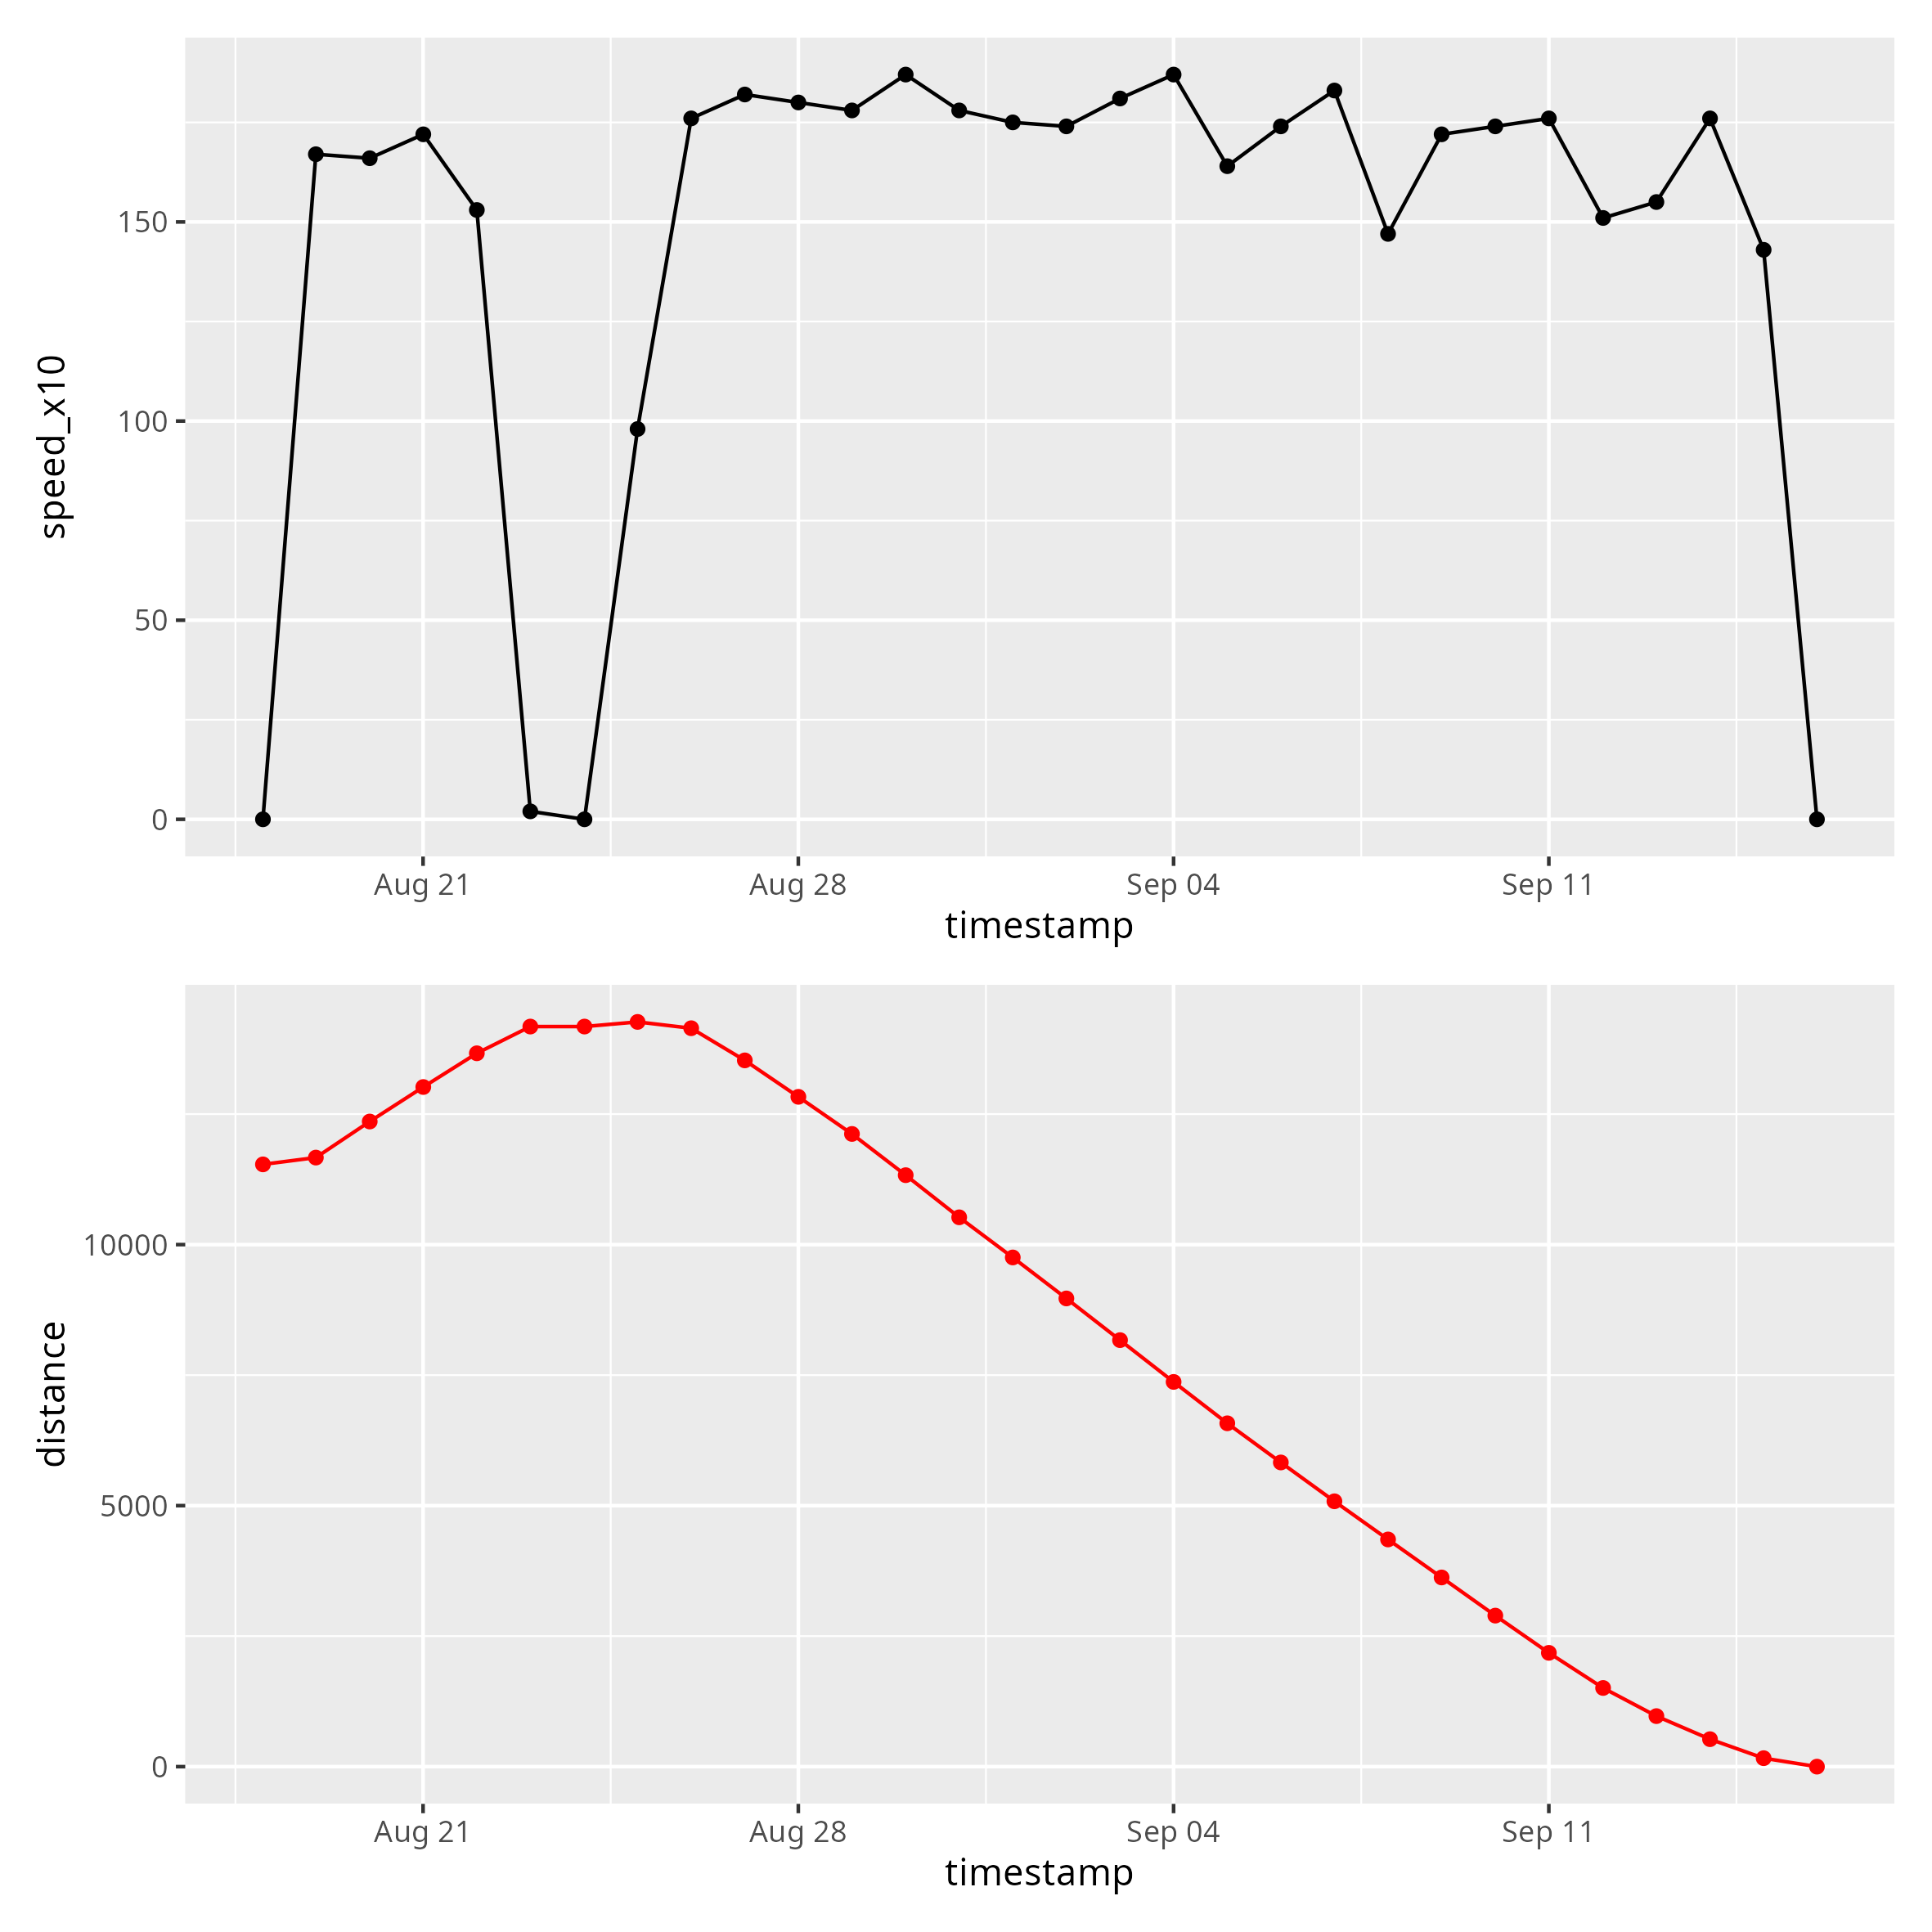 speed_x10
150
100
50
0
Aug 21 Aug 28 Sep 04 Sep 11
timestamp
distance
10000
5000
0
Aug 21 Aug 28 Sep 04 Sep 11
timestamp